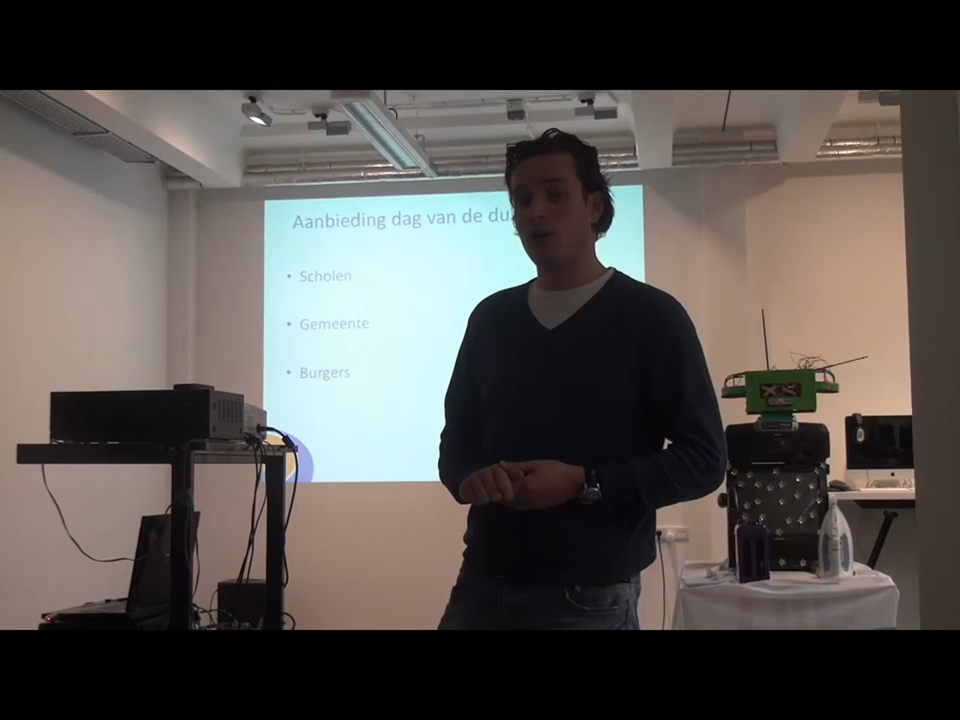 Aanbieding dag van de
• Scholen
• Gemeente
• Burgers